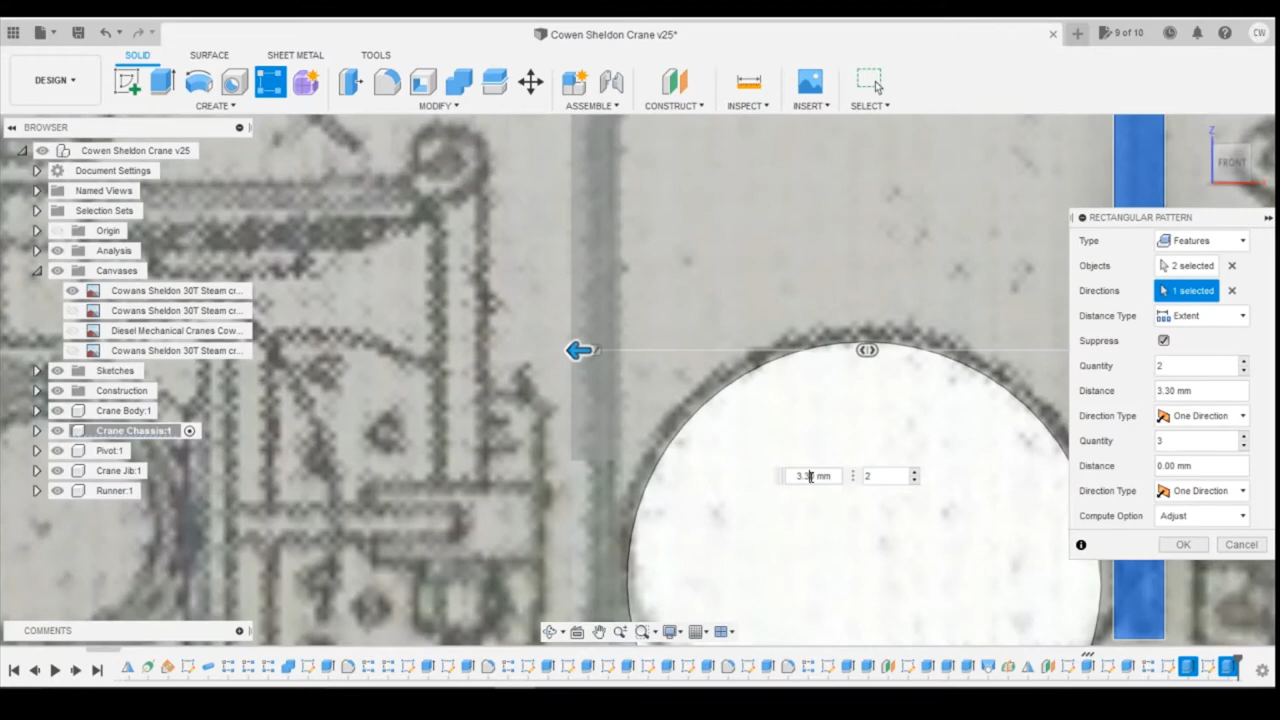 Cowen Sheldon Crane v25*
9 of 10
CW
DESIGN
SOLID
SURFACE
SHEET METAL
TOOLS
CREATE
MODIFY
ASSEMBLE
CONSTRUCT
INSPECT
INSERT
SELECT
BROWSER
Cowen Sheldon Crane v25
Document Settings
Named Views
Selection Sets
Origin
Analysis
Canvases
Cowans Sheldon 30T Steam cr...
Cowans Sheldon 30T Steam cr...
Diesel Mechanical Cranes Cow...
Cowans Sheldon 30T Steam cr...
Sketches
Construction
Crane Body:1
Crane Chassis:1
Pivot:1
Crane Jib:1
Runner:1
Z
FRONT
RECTANGULAR PATTERN
Type Features
Objects 2 selected
Directions 1 selected
Distance Type Extent
Suppress
Quantity 2
Distance 3.30 mm
Direction Type One Direction
Quantity 3
Distance 0.00 mm
Direction Type One Direction
Compute Option Adjust
OK Cancel
mm 2
COMMENTS